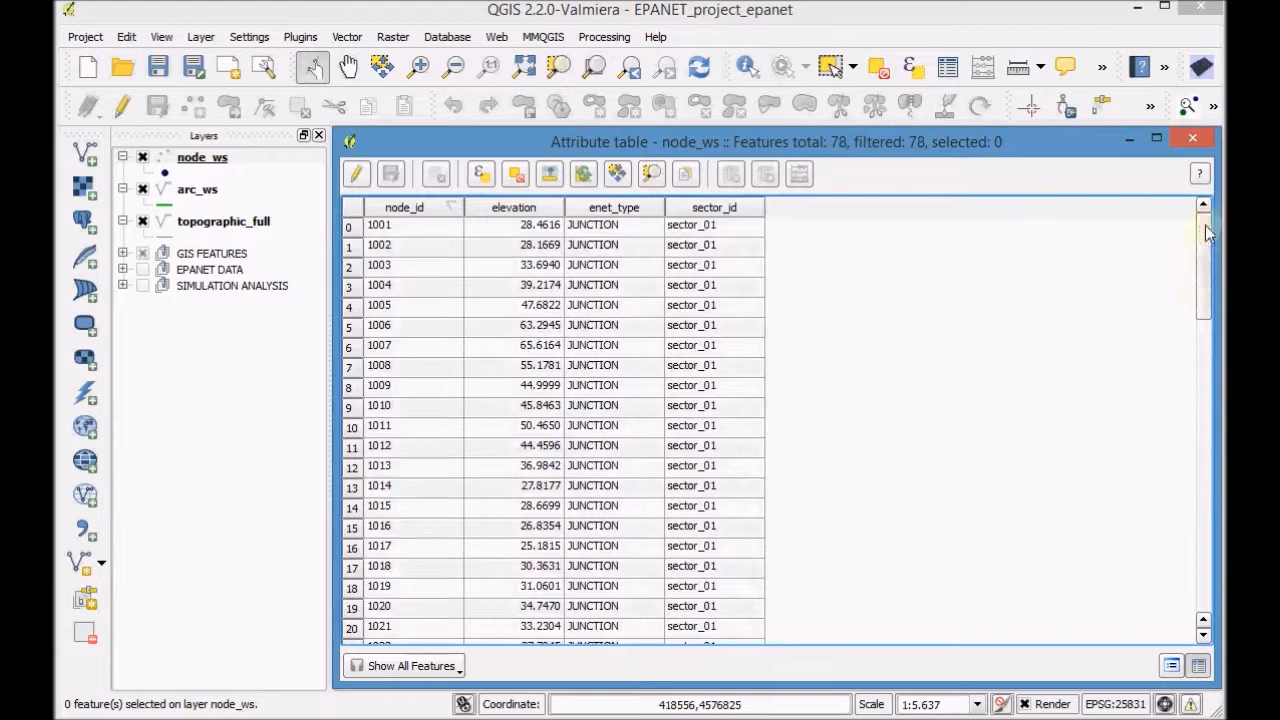 QGIS 2.2.0-Valmiera - EPANET_project_epanet
Project Edit View Layer Settings Plugins Vector Raster Database Web MMQGIS Processing Help
Layers
node_ws
arc_ws
topographic_full
GIS FEATURES
EPANET DATA
SIMULATION ANALYSIS
Attribute table - node_ws :: Features total: 78, filtered: 78, selected: 0
node_id elevation enet_type sector_id
0 1001 28.4616 JUNCTION sector_01
1 1002 28.1669 JUNCTION sector_01
2 1003 33.6940 JUNCTION sector_01
3 1004 39.2174 JUNCTION sector_01
4 1005 47.6822 JUNCTION sector_01
5 1006 63.2945 JUNCTION sector_01
6 1007 65.6164 JUNCTION sector_01
7 1008 55.1781 JUNCTION sector_01
8 1009 44.9999 JUNCTION sector_01
9 1010 45.8463 JUNCTION sector_01
10 1011 50.4650 JUNCTION sector_01
11 1012 44.4596 JUNCTION sector_01
12 1013 36.9842 JUNCTION sector_01
13 1014 27.8177 JUNCTION sector_01
14 1015 28.6699 JUNCTION sector_01
15 1016 26.8354 JUNCTION sector_01
16 1017 25.1815 JUNCTION sector_01
17 1018 30.3631 JUNCTION sector_01
18 1019 31.0601 JUNCTION sector_01
19 1020 34.7470 JUNCTION sector_01
20 1021 33.2304 JUNCTION sector_01
Show All Features
0 feature(s) selected on layer node_ws. Coordinate: 418556,4576825 Scale 1:5.637 Render EPSG:25831